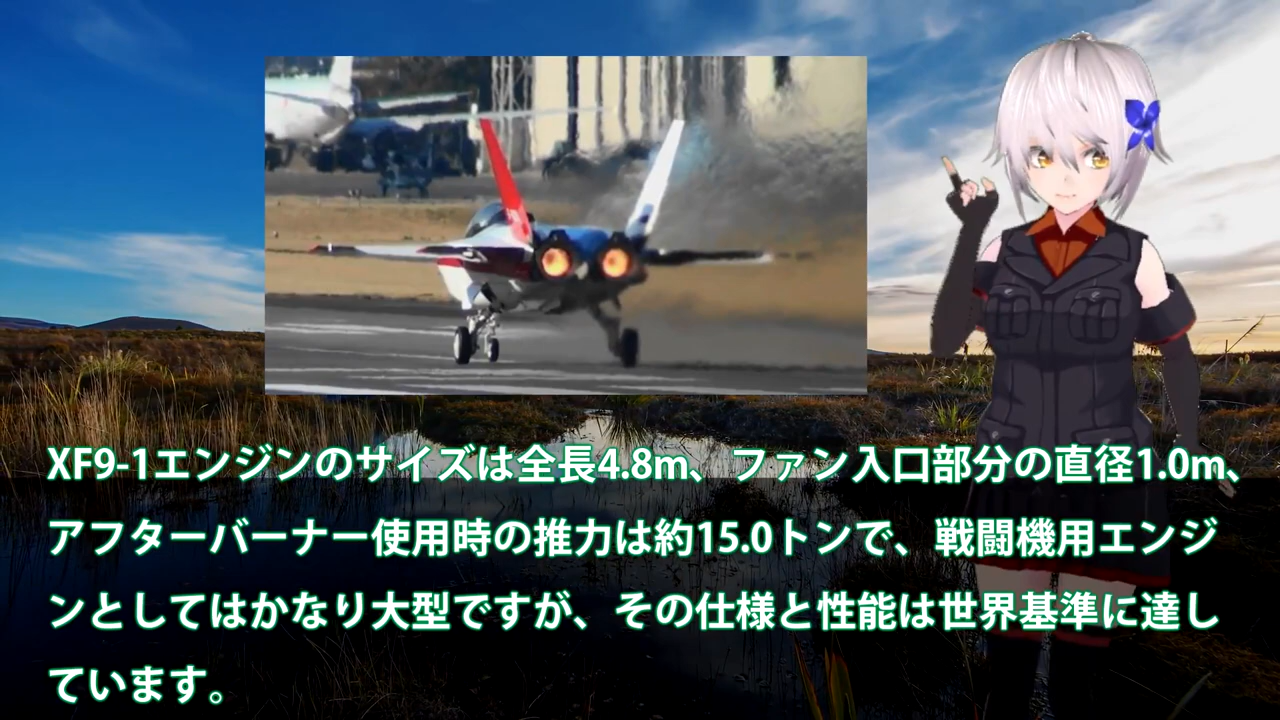 XF9-1エンジンのサイズは全長4.8m、ファン入口部分の直径1.0m、
アフターバーナー使用時の推力は約15.0トンで、戦闘機用エンジ
ンとしてはかなり大型ですが、その仕様と性能は世界基準に達し
ています。